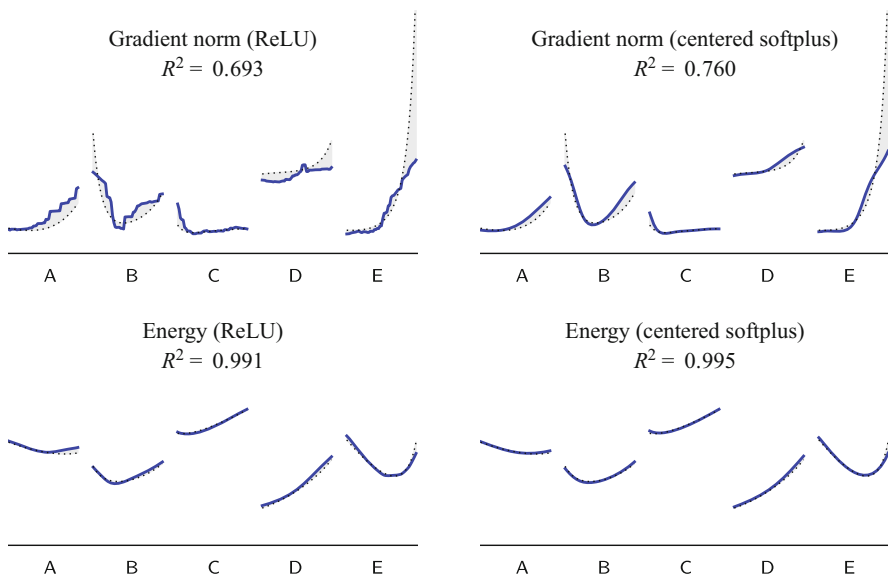 Gradient norm (ReLU)
R² = 0.693
Gradient norm (centered softplus)
R² = 0.760
A B C D E
A B C D E
Energy (ReLU)
R² = 0.991
Energy (centered softplus)
R² = 0.995
A B C D E
A B C D E